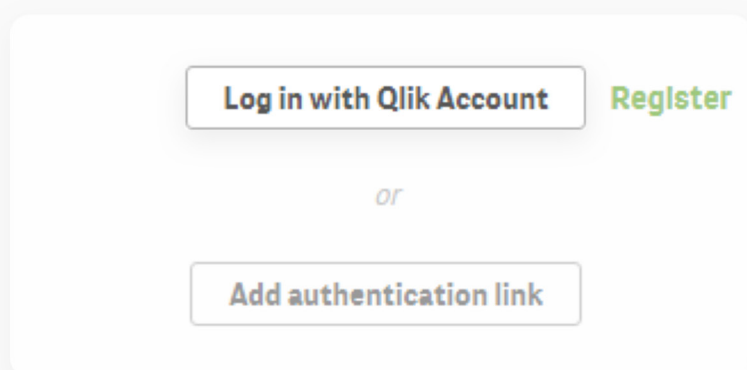 Log in with Qlik Account Register
or
Add authentication link